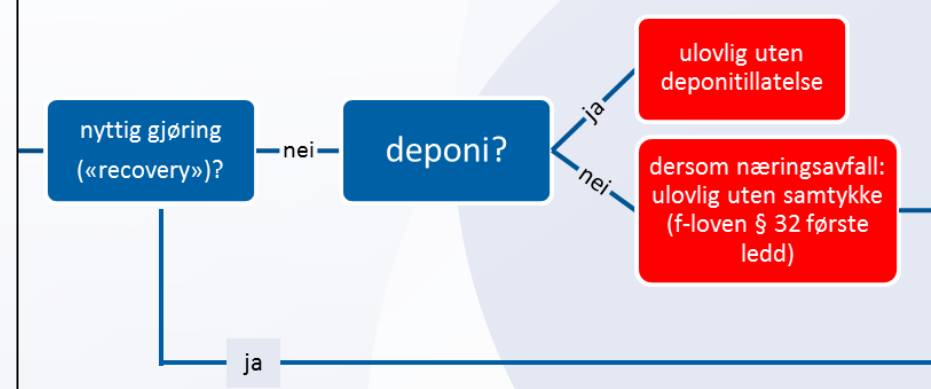 nyttig gjøring
(«recovery»)?
nei
deponi?
ja
ulovlig uten
deponitillatelse
nei
dersom næringsavfall:
ulovlig uten samtykke
(f-loven § 32 første
ledd)
ja